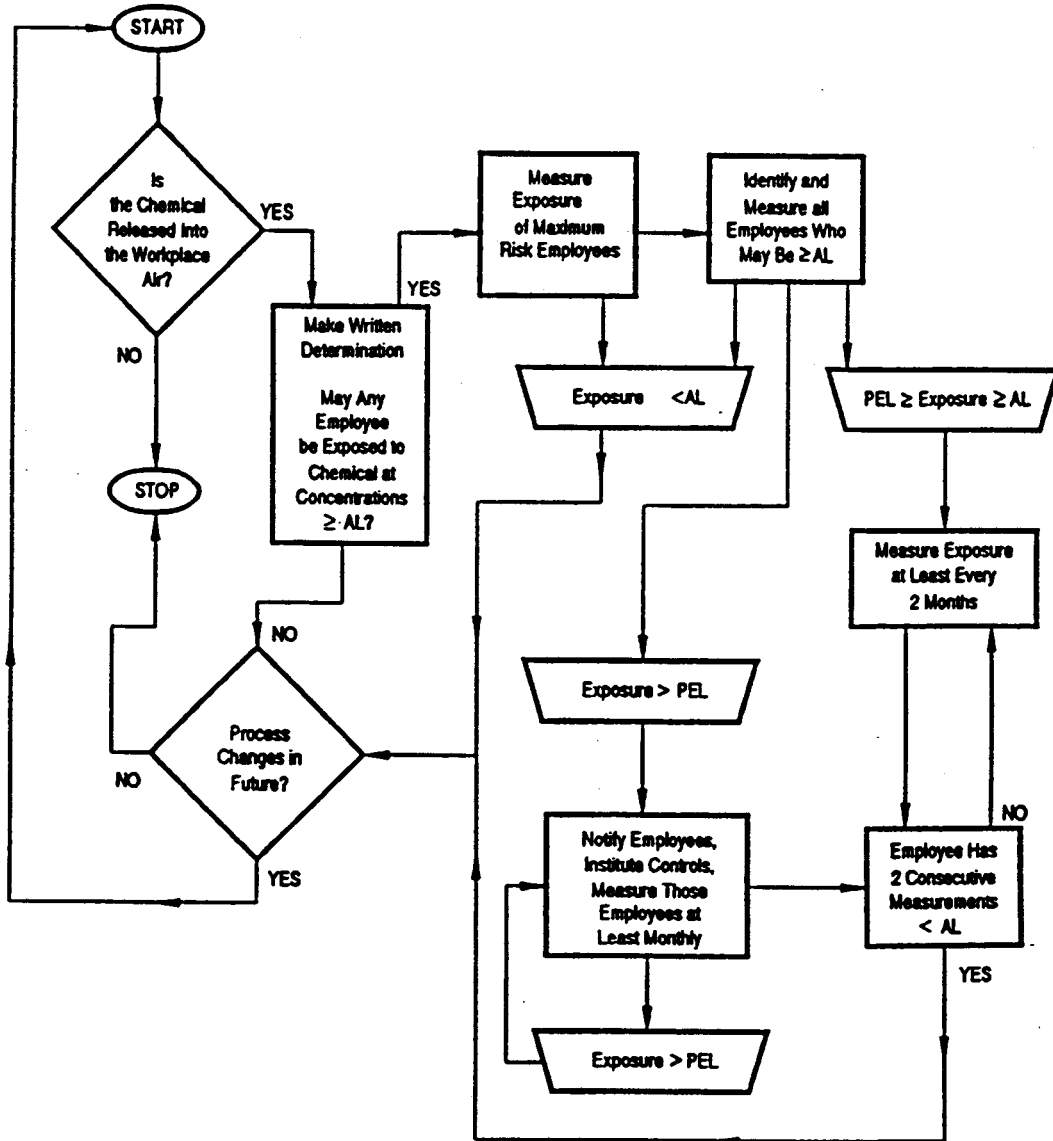 START
Is
the Chemical
Released Into
the Workplace
Air?
YES
NO
STOP
Make Written
Determination
May Any
Employee
be Exposed to
Chemical at
Concentrations
≥ AL?
YES
NO
Measure
Exposure
of Maximum
Risk Employees
Identify and
Measure all
Employees Who
May Be ≥ AL
Exposure <AL
PEL ≥ Exposure ≥ AL
Measure Exposure
at Least Every
2 Months
Exposure > PEL
Process
Changes in
Future?
NO
YES
Notify Employees,
Institute Controls,
Measure Those
Employees at
Least Monthly
Exposure > PEL
NO
Employee Has
2 Consecutive
Measurements
< AL
YES